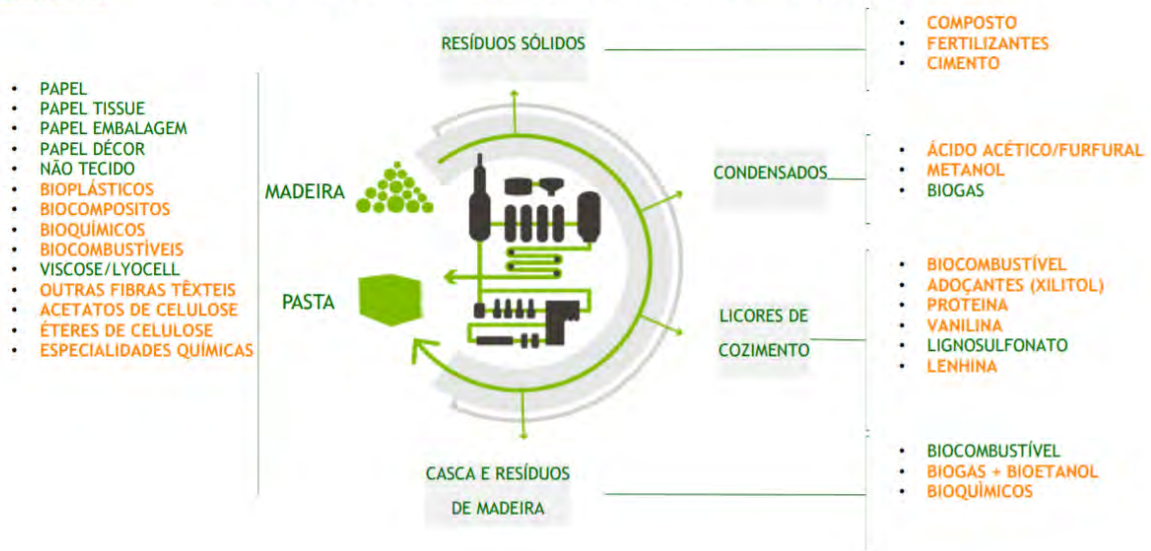 RESÍDUOS SÓLIDOS
• COMPOSTO
• FERTILIZANTES
• CIMENTO
• PAPEL
• PAPEL TISSUE
• PAPEL EMBALAGEM
• PAPEL DÉCOR
• NÃO TECIDO
• BIOPLÁSTICOS
• BIOCOMPOSITOS
• BIOQUÍMICOS
• BIOCOMBUSTÍVEIS
• VISCOSE/LYOCELL
• OUTRAS FIBRAS TÊXTEIS
• ACETATOS DE CELULOSE
• ÉTERES DE CELULOSE
• ESPECIALIDADES QUÍMICAS
MADEIRA
PASTA
CONDENSADOS
• ÁCIDO ACÉTICO/FURFURAL
• METANOL
• BIOGAS
LICORES DE
COZIMENTO
• BIOCOMBUSTÍVEL
• ADOÇANTES (XILITOL)
• PROTEINA
• VANILINA
• LIGNOSULFONATO
• LENHINA
CASCA E RESÍDUOS
DE MADEIRA
• BIOCOMBUSTÍVEL
• BIOGAS + BIOETANOL
• BIOQUÌMICOS